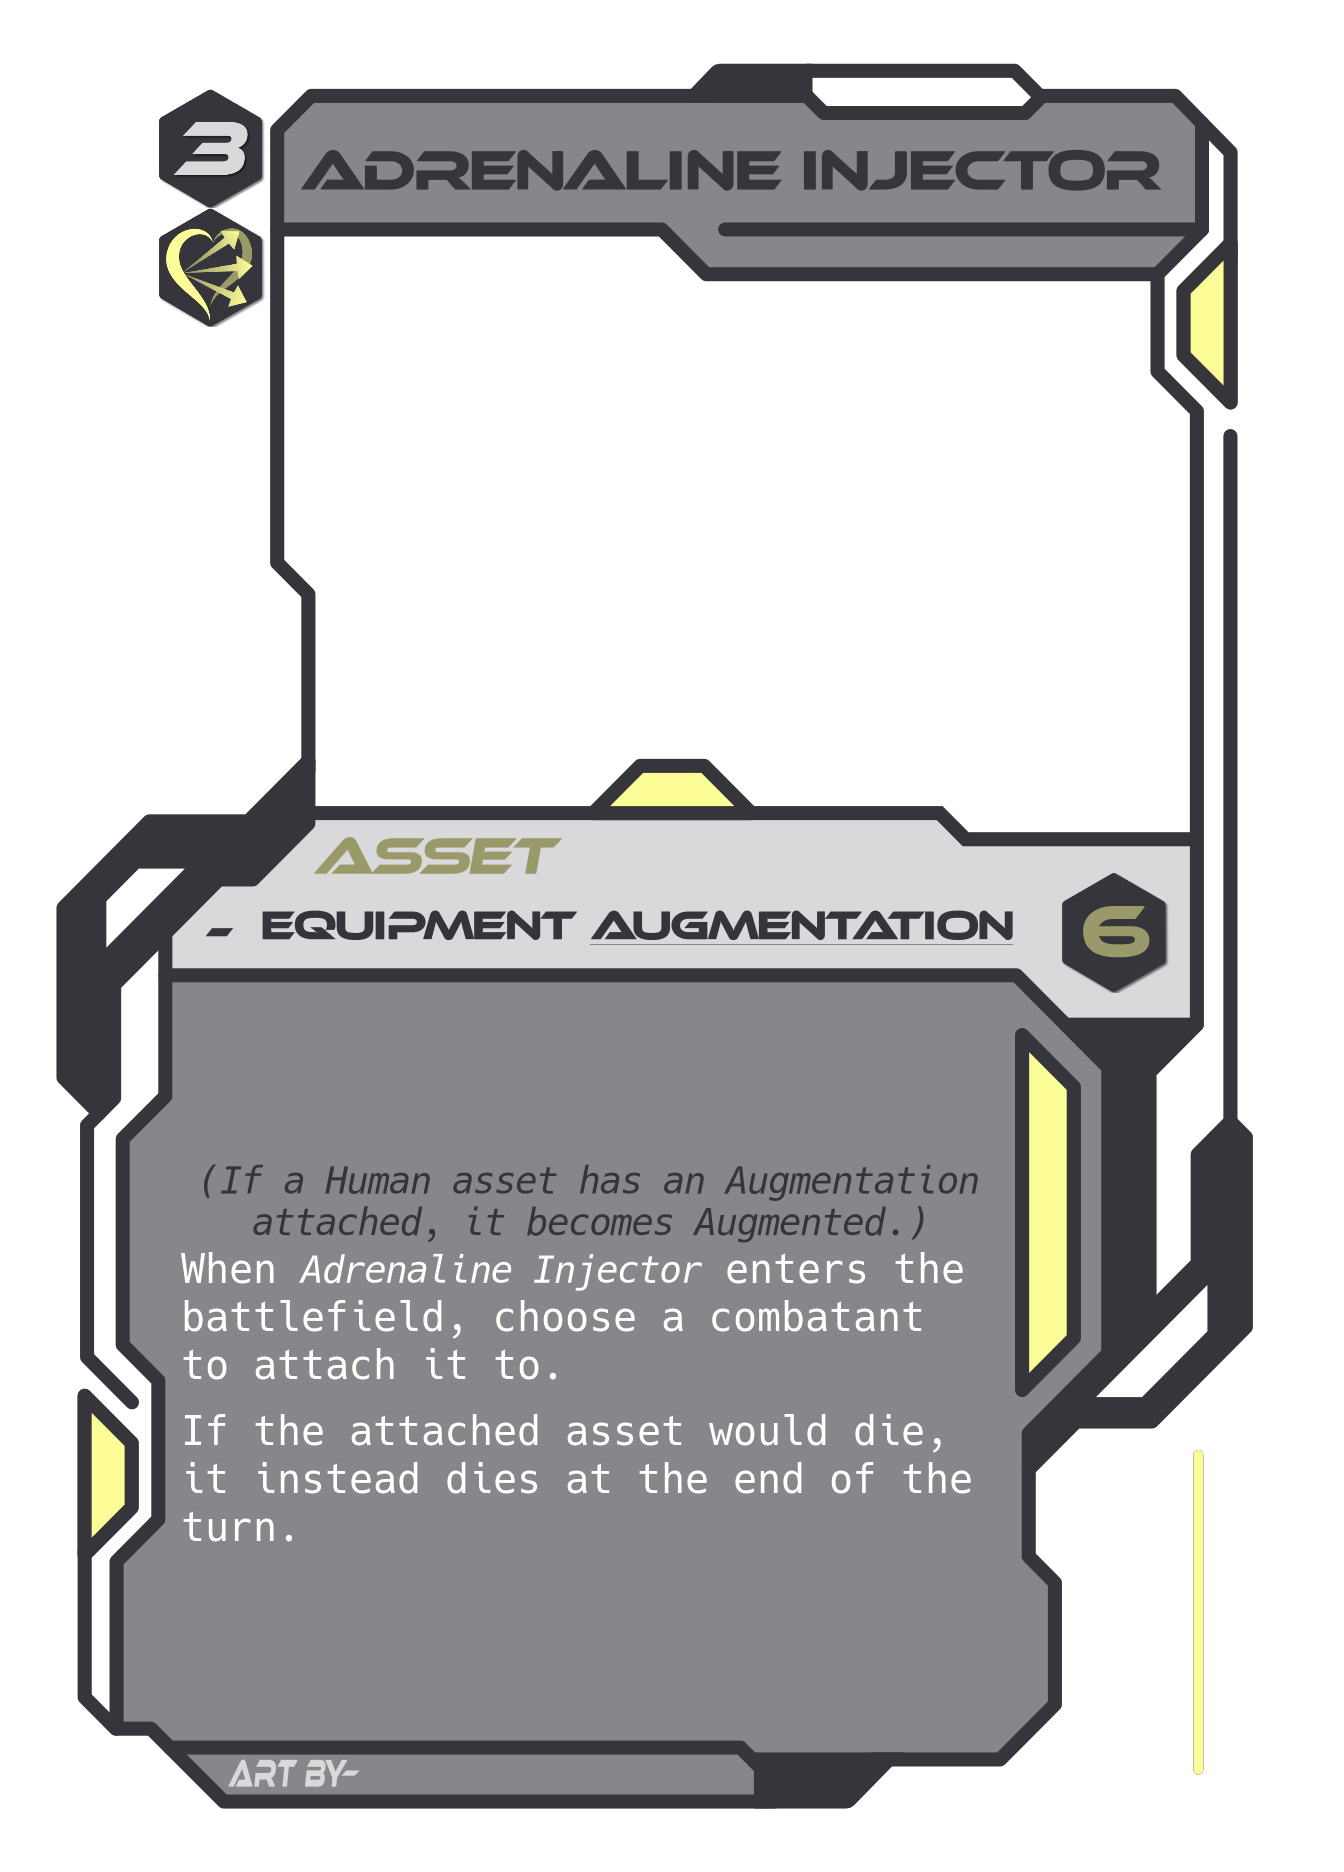 3
ADRENALINE INJECTOR
ASSET
- EQUIPMENT AUGMENTATION
6
(If a Human asset has an Augmentation
attached, it becomes Augmented.)
When Adrenaline Injector enters the
battlefield, choose a combatant
to attach it to.
If the attached asset would die,
it instead dies at the end of the
turn.
ART BY-